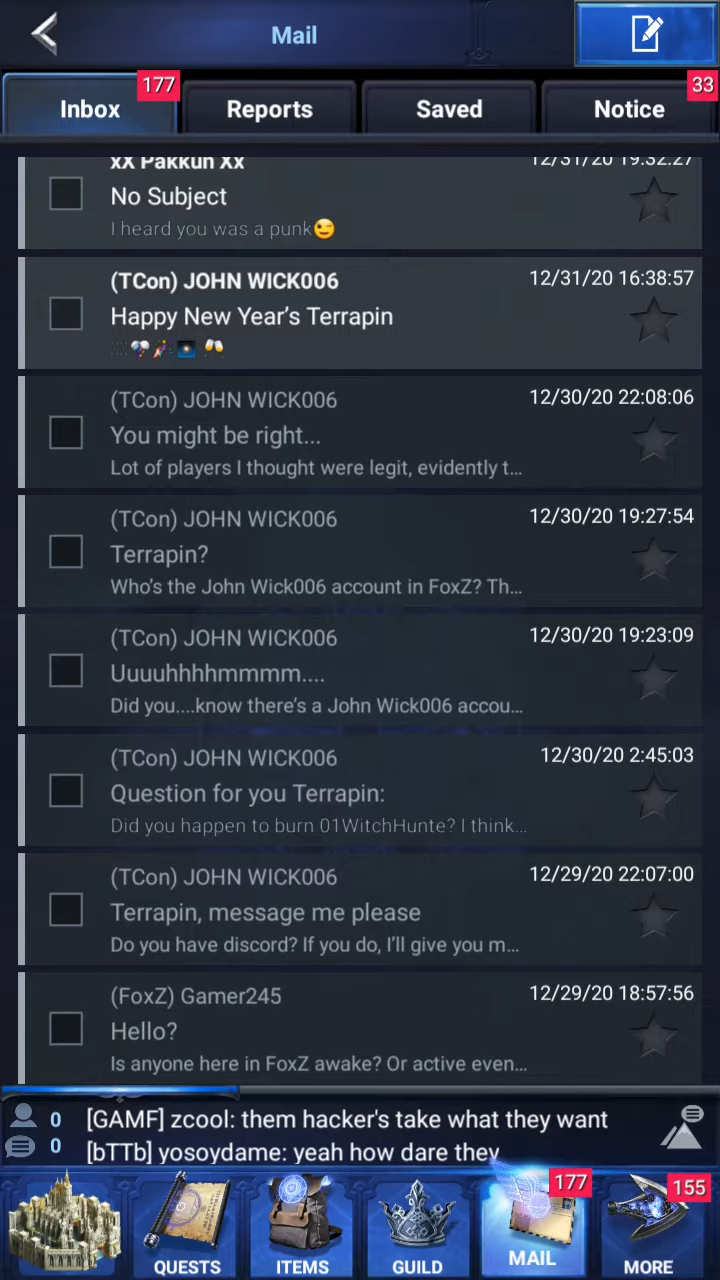 Mail
177
33
Inbox
Reports
Saved
Notice
xX Pakkun Xx
12/31/20 19:32:27
No Subject
I heard you was a punk😉
(TCon) JOHN WICK006
12/31/20 16:38:57
Happy New Year’s Terrapin
(TCon) JOHN WICK006
12/30/20 22:08:06
You might be right...
Lot of players I thought were legit, evidently t...
(TCon) JOHN WICK006
12/30/20 19:27:54
Terrapin?
Who’s the John Wick006 account in FoxZ? Th...
(TCon) JOHN WICK006
12/30/20 19:23:09
Uuuuhhhhmmmm....
Did you....know there’s a John Wick006 accou...
(TCon) JOHN WICK006
12/30/20 2:45:03
Question for you Terrapin:
Did you happen to burn 01WitchHunte? I think...
(TCon) JOHN WICK006
12/29/20 22:07:00
Terrapin, message me please
Do you have discord? If you do, I’ll give you m...
(FoxZ) Gamer245
12/29/20 18:57:56
Hello?
Is anyone here in FoxZ awake? Or active even...
0 [GAMF] zcool: them hacker's take what they want
0 [bTTb] yosoydame: yeah how dare they
177
155
QUESTS
ITEMS
GUILD
MAIL
MORE